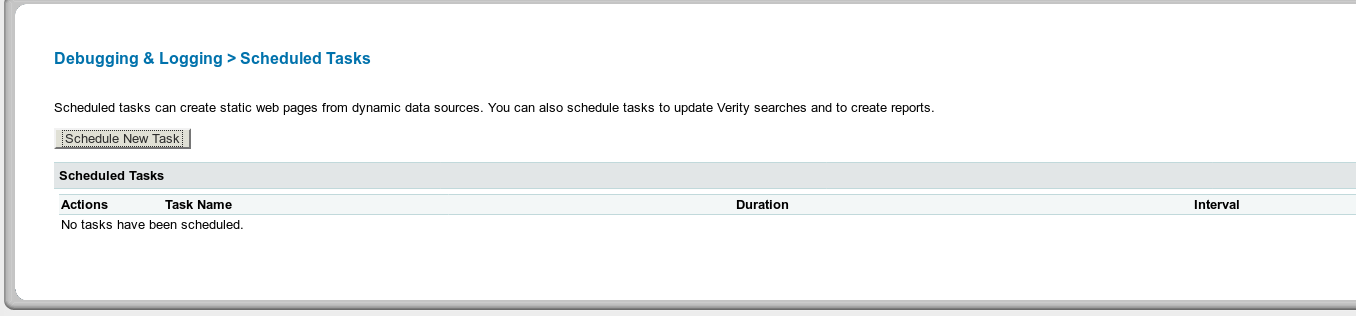 Debugging & Logging > Scheduled Tasks
Scheduled tasks can create static web pages from dynamic data sources. You can also schedule tasks to update Verity searches and to create reports.
Schedule New Task
Scheduled Tasks
Actions Task Name Duration Interval
No tasks have been scheduled.